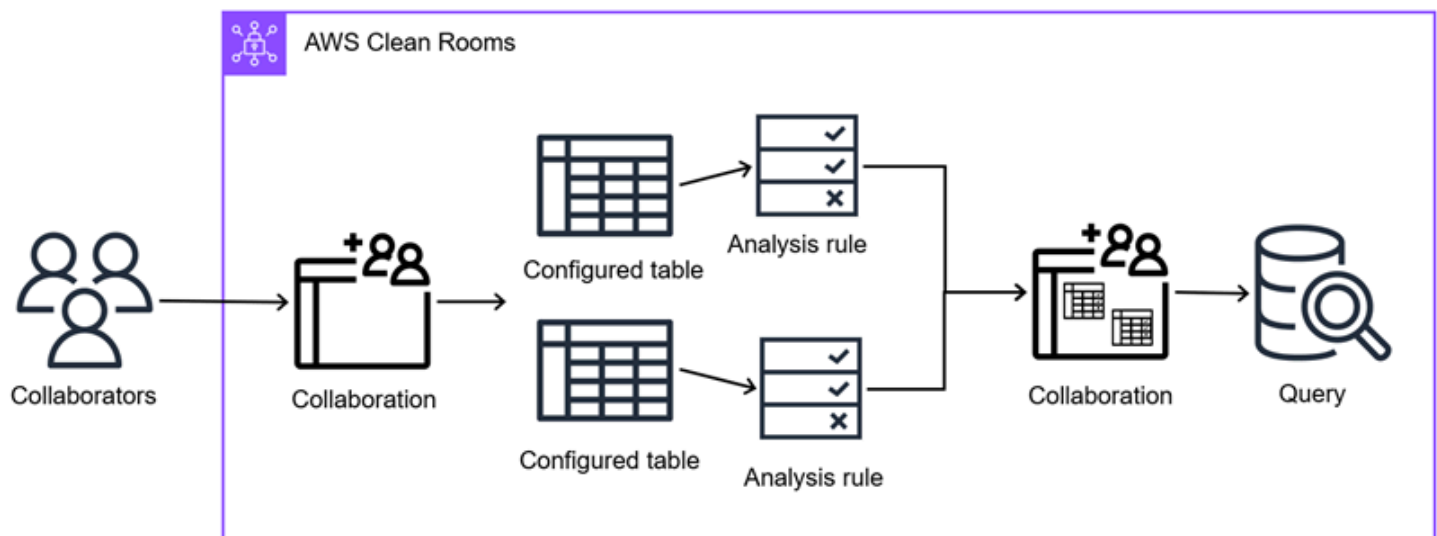 AWS Clean Rooms
Analysis rule
Configured table
Collaborators
Collaboration
Collaboration
Query
Configured table
Analysis rule